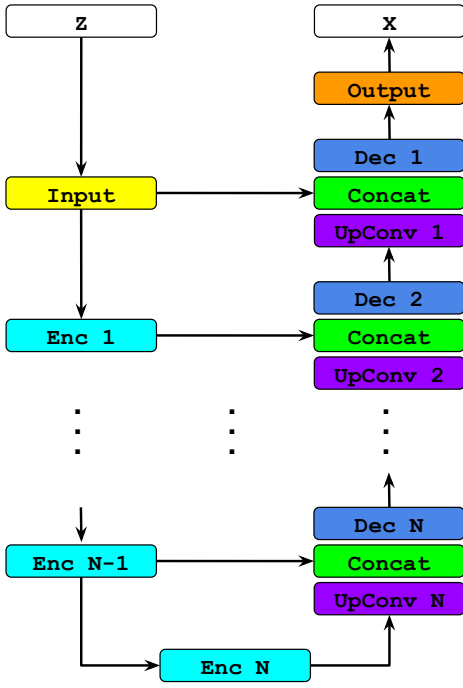 Z
X
Output
Dec 1
Input
Concat
UpConv 1
Dec 2
Enc 1
Concat
UpConv 2
Dec N
Enc N-1
Concat
UpConv N
Enc N